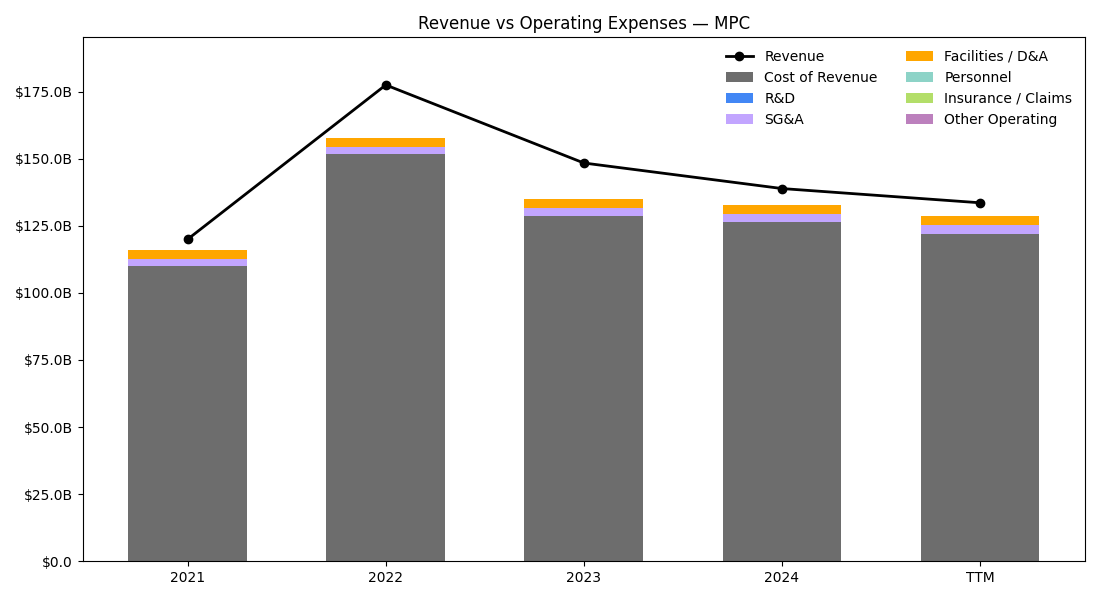 Revenue vs Operating Expenses — MPC
Revenue
Cost of Revenue
R&D
SG&A
Facilities / D&A
Personnel
Insurance / Claims
Other Operating
$175.0B
$150.0B
$125.0B
$100.0B
$75.0B
$50.0B
$25.0B
$0.0
2021
2022
2023
2024
TTM